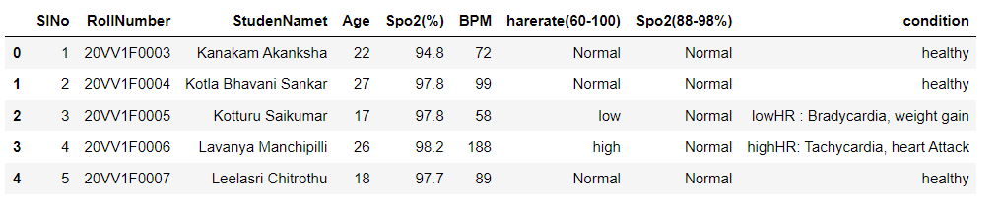 SlNo RollNumber StudenNamet Age Spo2(%) BPM harerate(60-100) Spo2(88-98%) condition
0 1 20VV1F0003 Kanakam Akanksha 22 94.8 72 Normal Normal healthy
1 2 20VV1F0004 Kotla Bhavani Sankar 27 97.8 99 Normal Normal healthy
2 3 20VV1F0005 Kotturu Saikumar 17 97.8 58 low Normal lowHR : Bradycardia, weight gain
3 4 20VV1F0006 Lavanya Manchipilli 26 98.2 188 high Normal highHR: Tachycardia, heart Attack
4 5 20VV1F0007 Leelasri Chitrothu 18 97.7 89 Normal Normal healthy